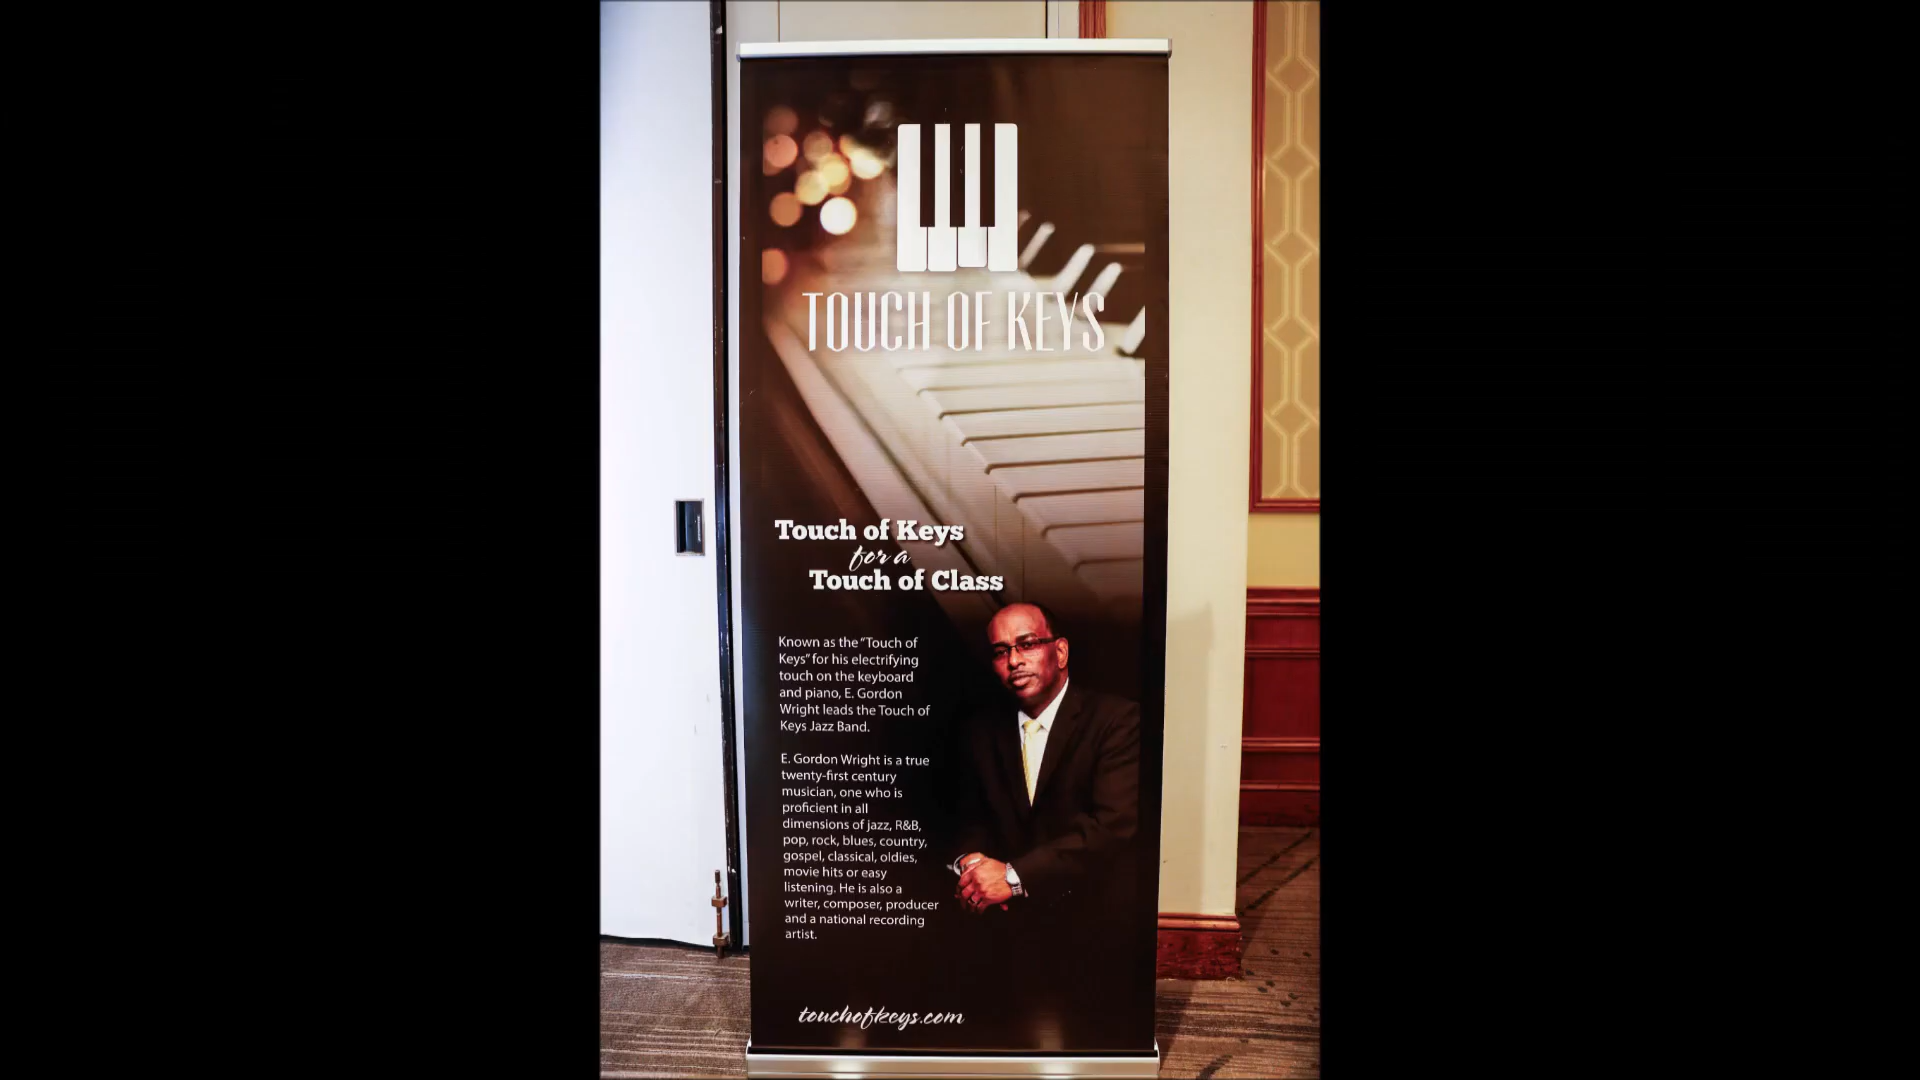 TOUCH OF KEYS
Touch of Keys
for a
Touch of Class
Known as the “Touch of
Keys” for his electrifying
touch on the keyboard
and piano, E. Gordon
Wright leads the Touch of
Keys Jazz Band.
E. Gordon Wright is a true
twenty-first century
musician, one who is
proficient in all
dimensions of jazz, R&B,
pop, rock, blues, country,
gospel, classical, oldies,
movie hits or easy
listening. He is also a
writer, composer, producer
and a national recording
artist.
touchofkeys.com